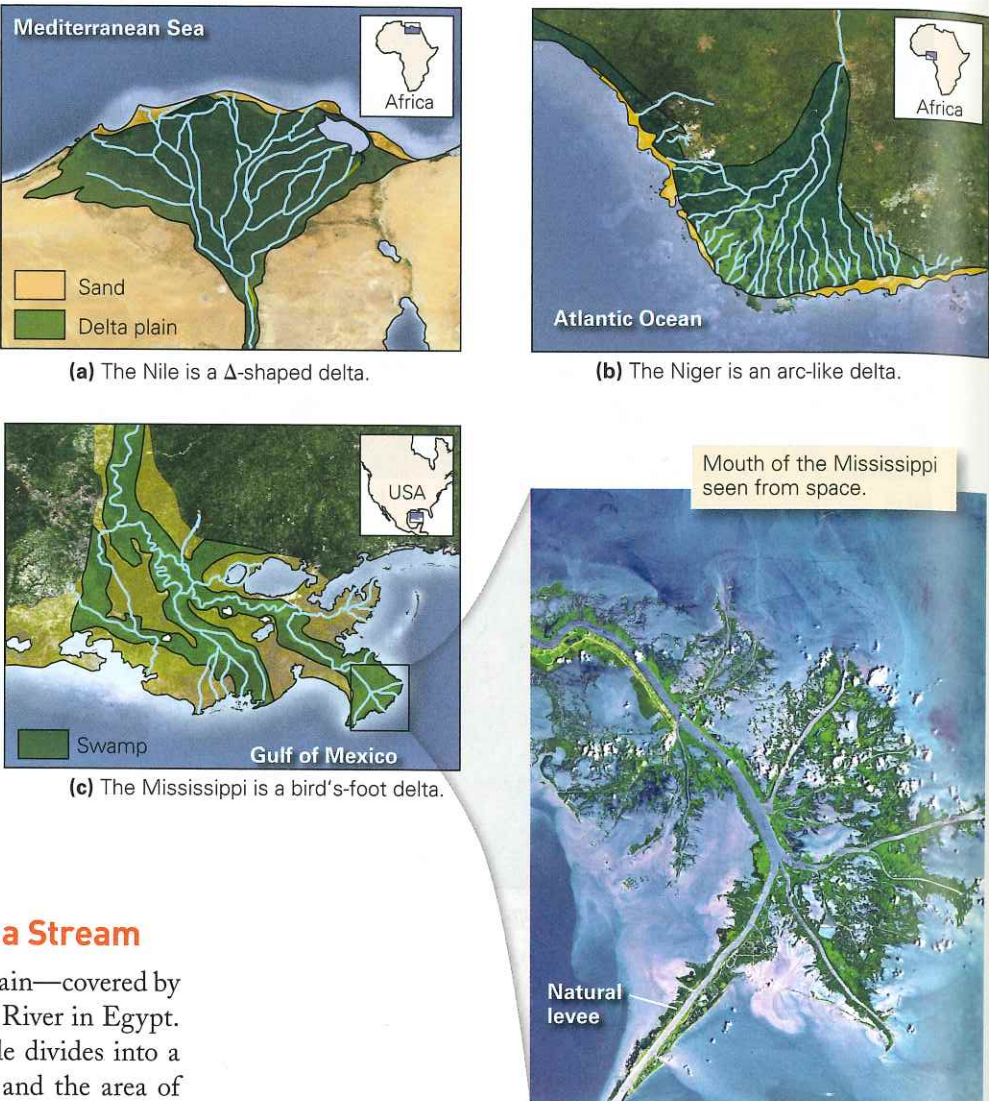 Mediterranean Sea
Africa
Sand
Delta plain
(a) The Nile is a Δ-shaped delta.
Africa
Atlantic Ocean
(b) The Niger is an arc-like delta.
USA
Swamp
Gulf of Mexico
(c) The Mississippi is a bird's-foot delta.
Mouth of the Mississippi
seen from space.
Natural
levee
a Stream
ain—covered by
River in Egypt.
le divides into a
and the area of